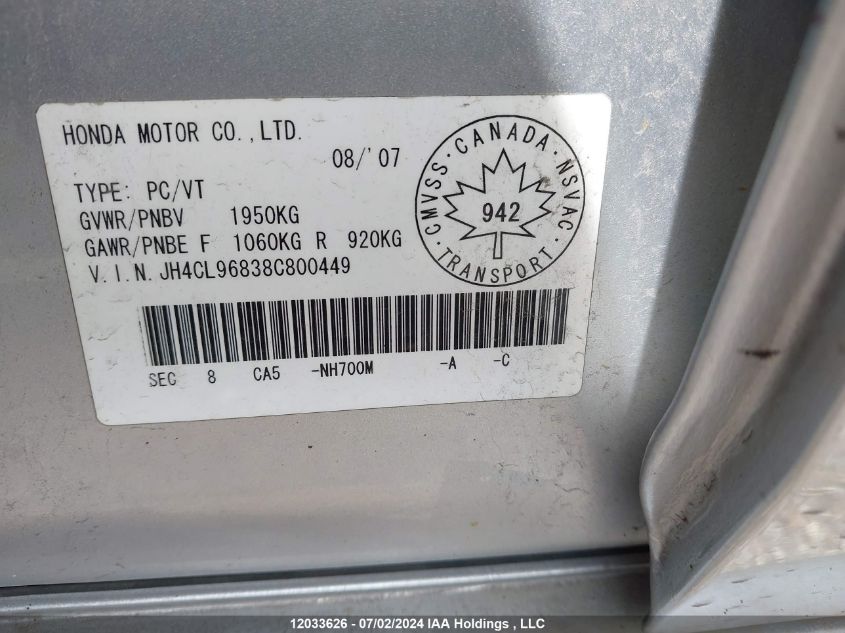 HONDA MOTOR CO.,LTD.
08/'07
TYPE: PC/VT
GVWR/PNBV 1950KG
GAWR/PNBE F 1060KG R 920KG
V.I.N. JH4CL96838C800449
CMVSS · CANADA · NSVAC ·
942
TRANSPORT
SEC 8 CA5 -NH700M -A -C
12033626 - 07/02/2024 IAA Holdings , LLC